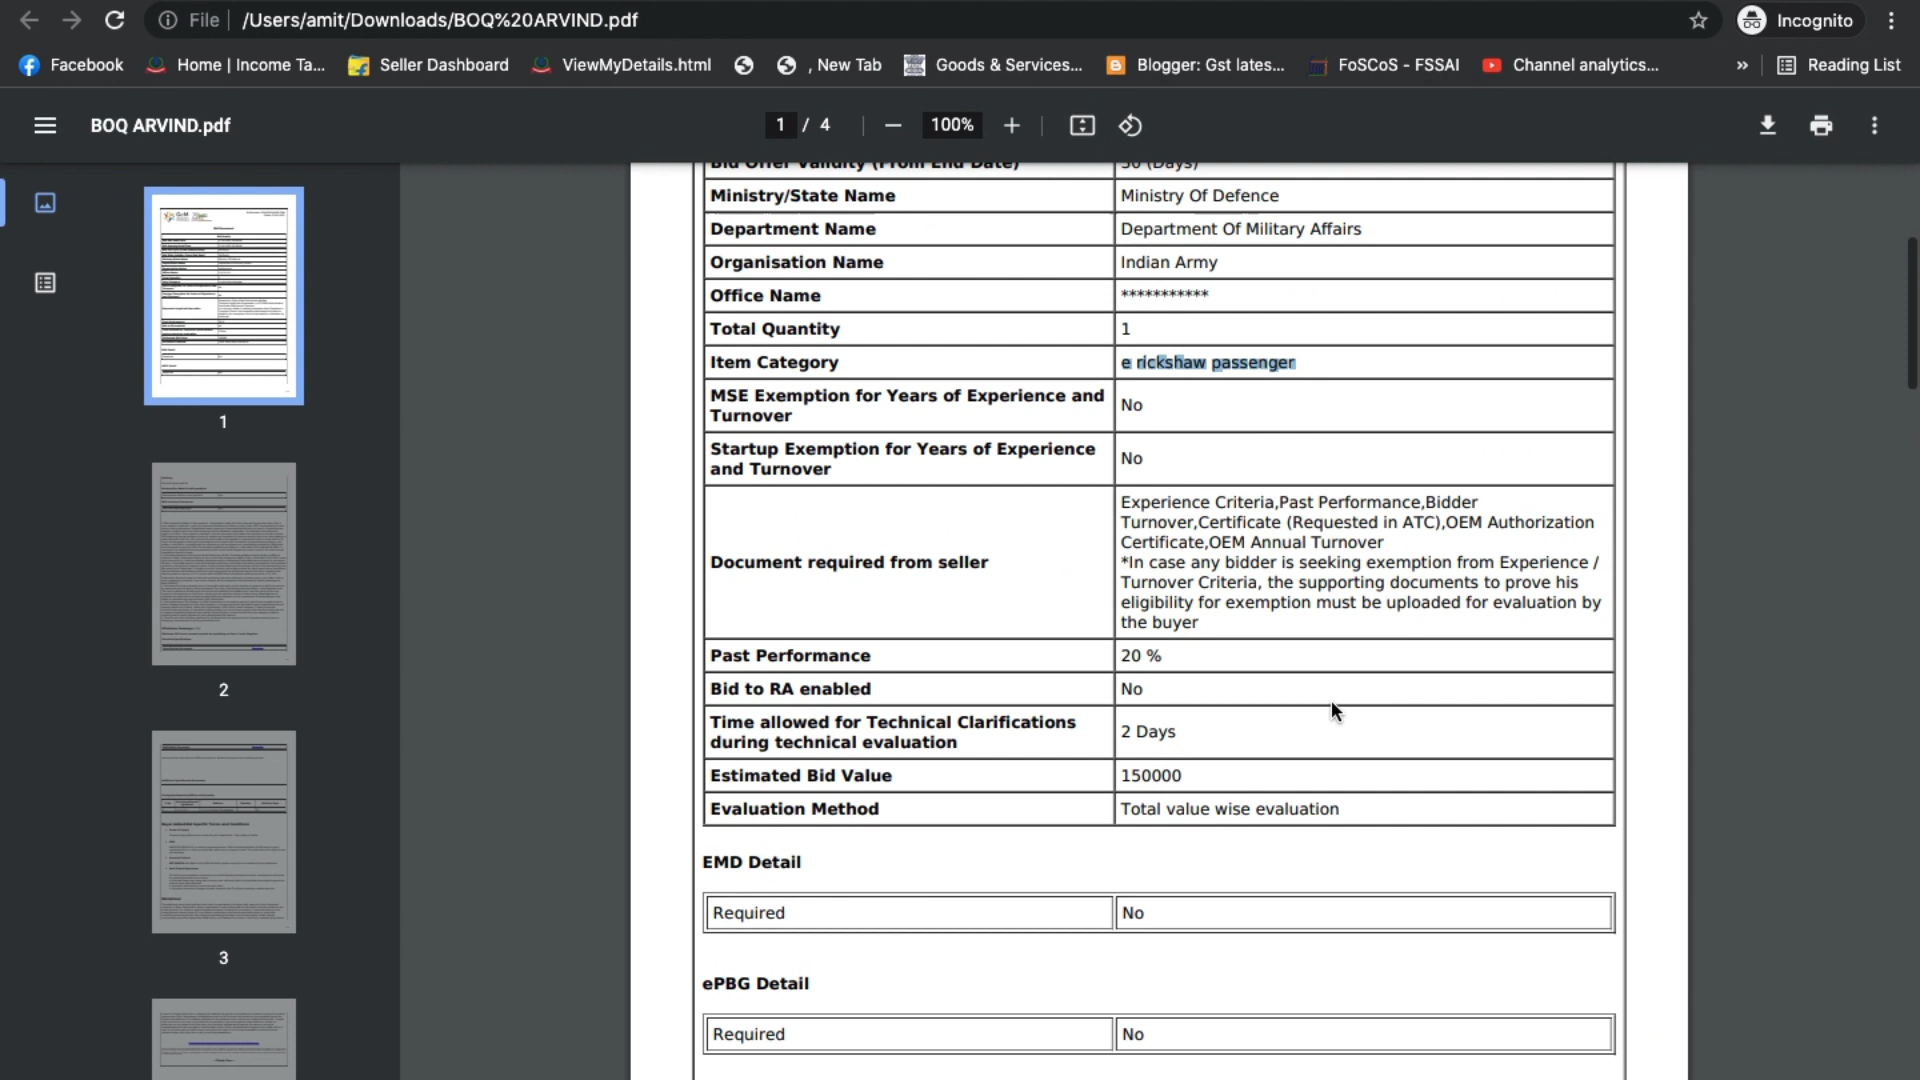 File
/Users/amit/Downloads/BOQ%20ARVIND.pdf
Incognito
Facebook
Home | Income Ta...
Seller Dashboard
ViewMyDetails.html
, New Tab
Goods & Services...
Blogger: Gst lates...
FoSCoS - FSSAI
Channel analytics...
»
Reading List
BOQ ARVIND.pdf
1 / 4
100%
Bid Offer Validity (From End Date)
30 (Days)
Ministry/State Name
Ministry Of Defence
Department Name
Department Of Military Affairs
Organisation Name
Indian Army
Office Name
***********
Total Quantity
1
Item Category
e rickshaw passenger
MSE Exemption for Years of Experience and
Turnover
No
Startup Exemption for Years of Experience
and Turnover
No
Document required from seller
Experience Criteria,Past Performance,Bidder
Turnover,Certificate (Requested in ATC),OEM Authorization
Certificate,OEM Annual Turnover
*In case any bidder is seeking exemption from Experience /
Turnover Criteria, the supporting documents to prove his
eligibility for exemption must be uploaded for evaluation by
the buyer
Past Performance
20 %
Bid to RA enabled
No
Time allowed for Technical Clarifications
during technical evaluation
2 Days
Estimated Bid Value
150000
Evaluation Method
Total value wise evaluation
EMD Detail
Required
No
ePBG Detail
Required
No
1
2
3